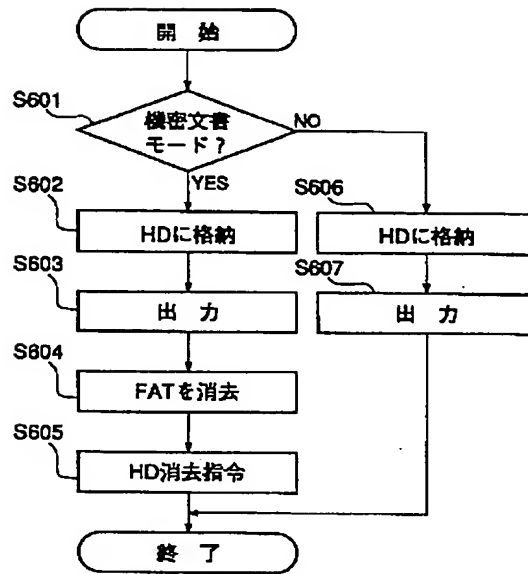 開 始
S601
機密文書
モード？
NO
YES
S602
HDに格納
S606
HDに格納
S603
出 力
S607
出 力
S604
FATを消去
S605
HD消去指令
終 了